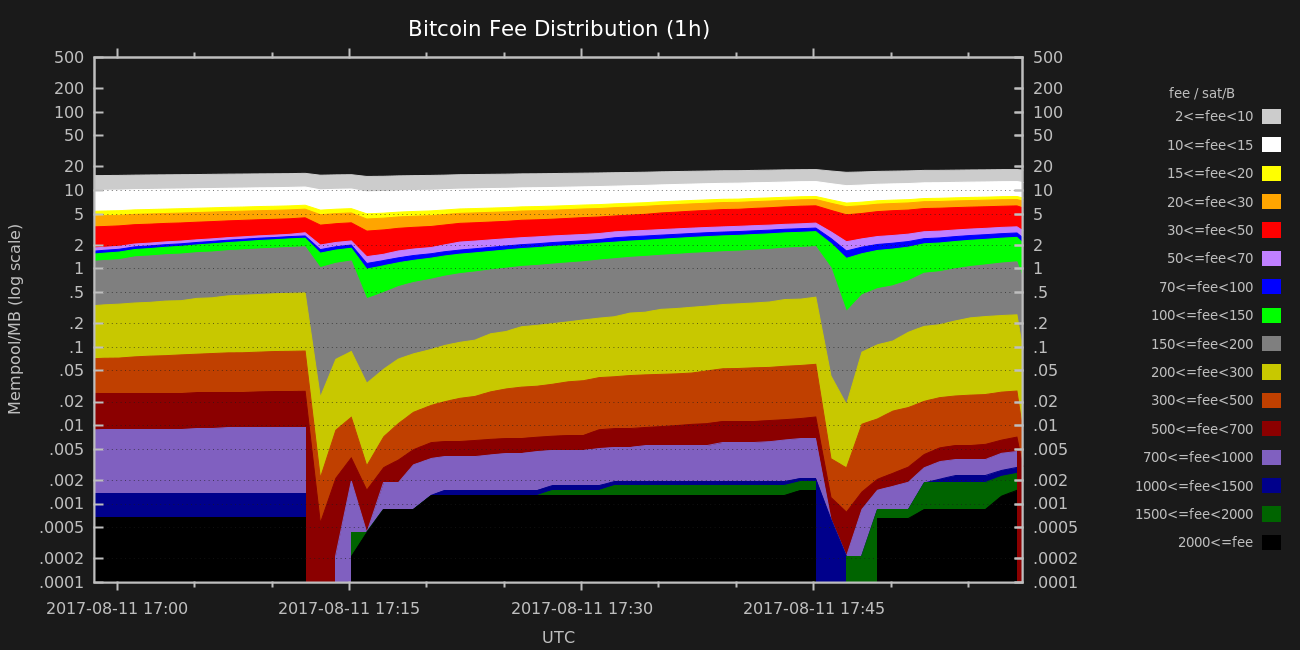 Bitcoin Fee Distribution (1h)
500
200
100
50
20
10
5
2
1
.5
.2
.1
.05
.02
.01
.005
.002
.001
.0005
.0002
.0001
Mempool/MB (log scale)
500
200
100
50
20
10
5
2
1
.5
.2
.1
.05
.02
.01
.005
.002
.001
.0005
.0002
.0001
2017-08-11 17:00
2017-08-11 17:15
2017-08-11 17:30
2017-08-11 17:45
UTC
fee / sat/B
2<=fee<10
10<=fee<15
15<=fee<20
20<=fee<30
30<=fee<50
50<=fee<70
70<=fee<100
100<=fee<150
150<=fee<200
200<=fee<300
300<=fee<500
500<=fee<700
700<=fee<1000
1000<=fee<1500
1500<=fee<2000
2000<=fee